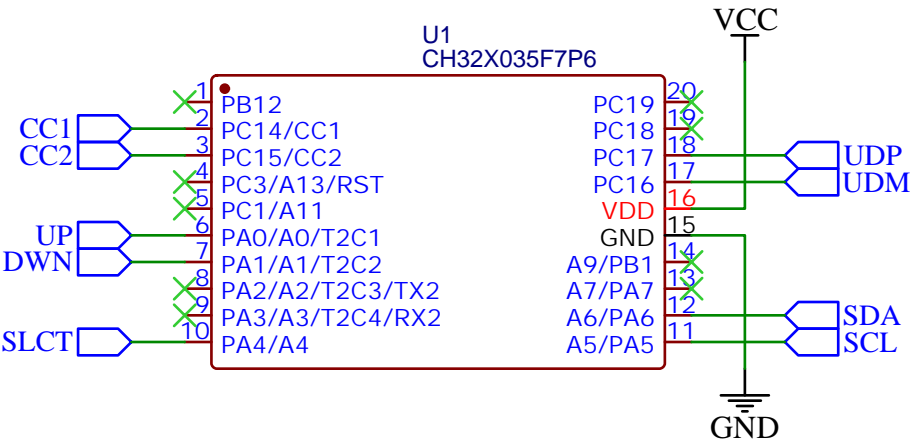 VCC
U1
CH32X035F7P6
1 PB12 PC19 20
CC1 2 PC14/CC1 PC18 19
CC2 3 PC15/CC2 PC17 18 UDP
4 PC3/A13/RST PC16 17 UDM
5 PC1/A11 VDD 16
UP 6 PA0/A0/T2C1 GND 15
DWN 7 PA1/A1/T2C2 A9/PB1 14
8 PA2/A2/T2C3/TX2 A7/PA7 13
9 PA3/A3/T2C4/RX2 A6/PA6 12 SDA
SLCT 10 PA4/A4 A5/PA5 11 SCL
GND